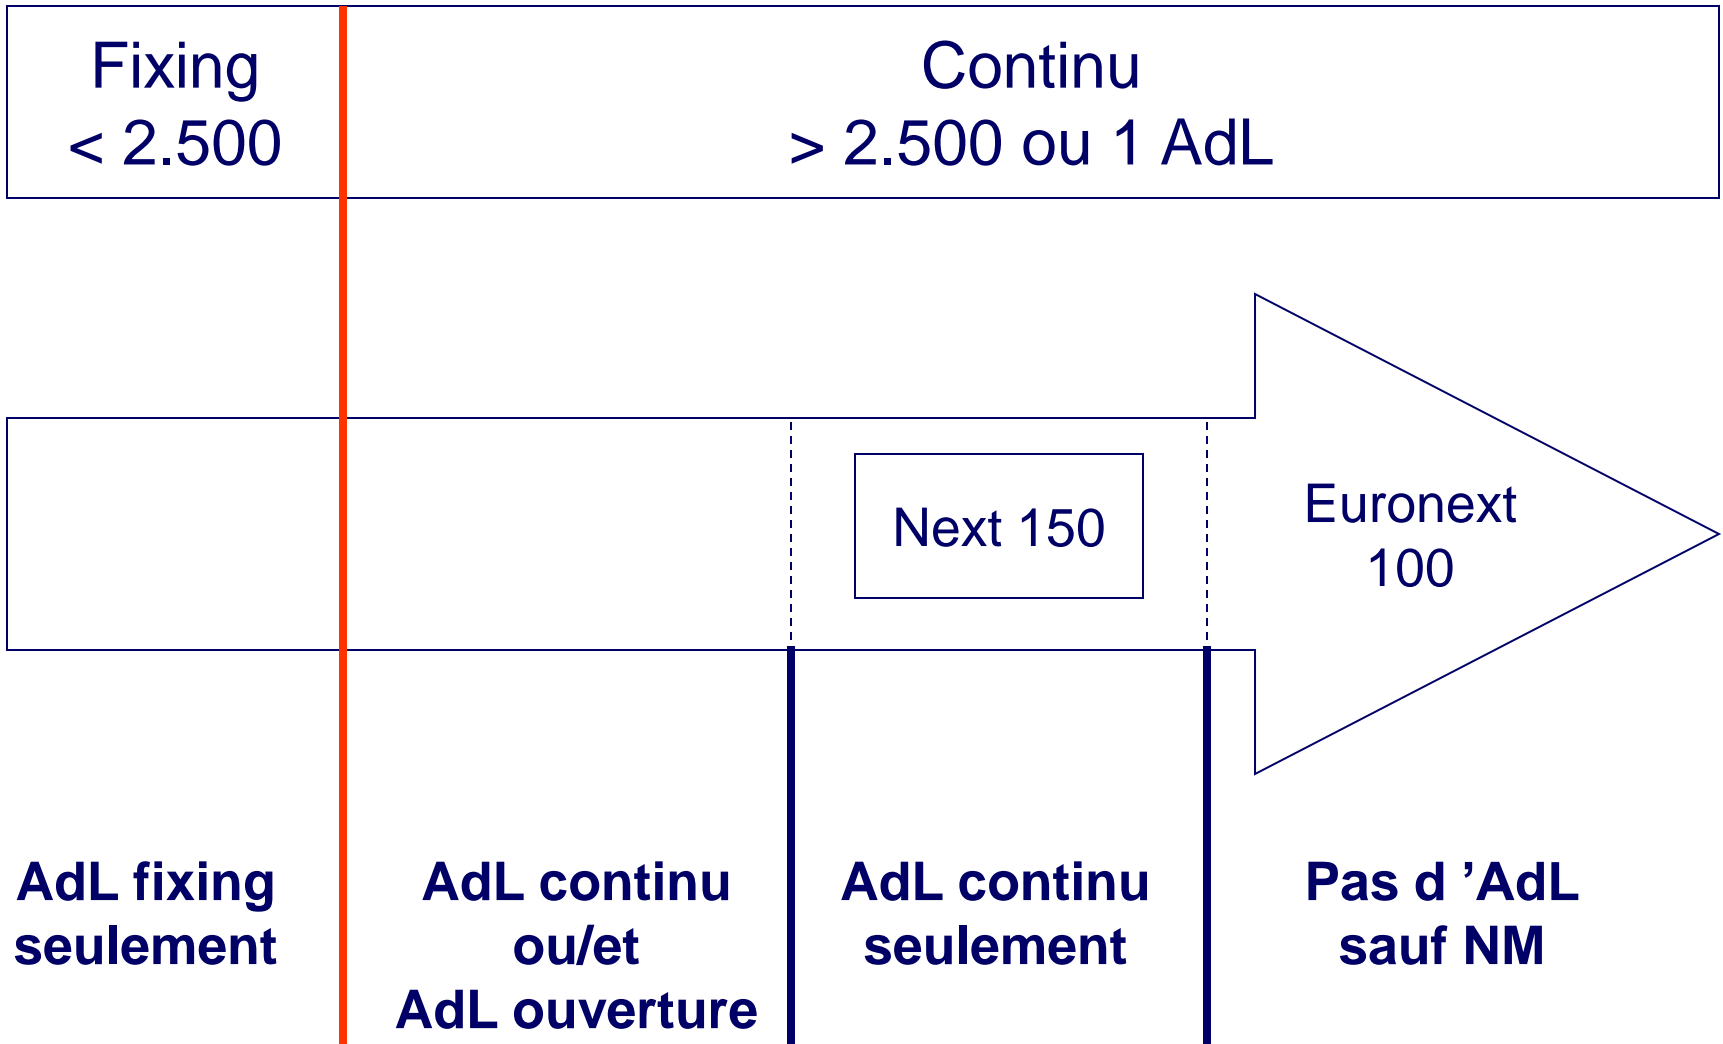 Fixing
< 2.500
Continu
> 2.500 ou 1 AdL
Next 150
Euronext
100
AdL fixing
seulement
AdL continu
ou/et
AdL ouverture
AdL continu
seulement
Pas d ’AdL
sauf NM